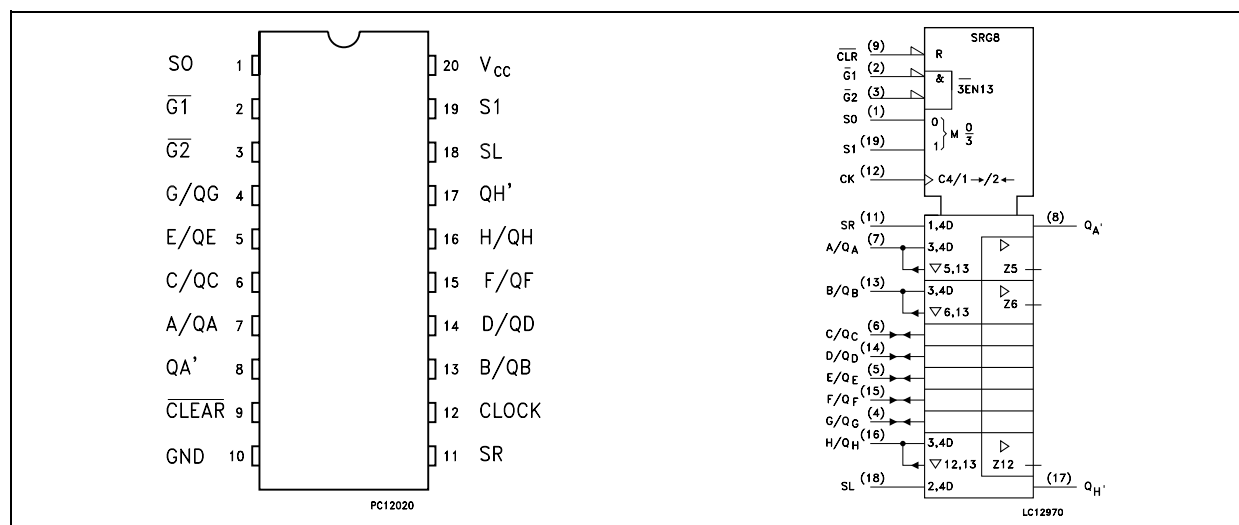 S0 1 20 VCC
G1 2 19 S1
G2 3 18 SL
G/QG 4 17 QH'
E/QE 5 16 H/QH
C/QC 6 15 F/QF
A/QA 7 14 D/QD
QA' 8 13 B/QB
CLEAR 9 12 CLOCK
GND 10 11 SR
PC12020
SRG8
CLR (9) R
G1 (2) &
3EN13
G2 (3)
S0 (1) 0
} M 0/3
S1 (19) 1
CK (12) C4/1 →/2 ←
SR (11) 1,4D (8) QA'
A/QA (7) 3,4D ▷
▽ 5,13 Z5
B/QB (13) 3,4D ▷
▽ 6,13 Z6
C/QC (6)
D/QD (14)
E/QE (5)
F/QF (15)
G/QG (4)
H/QH (16) 3,4D ▷
▽ 12,13 Z12
SL (18) 2,4D (17) QH'
LC12970